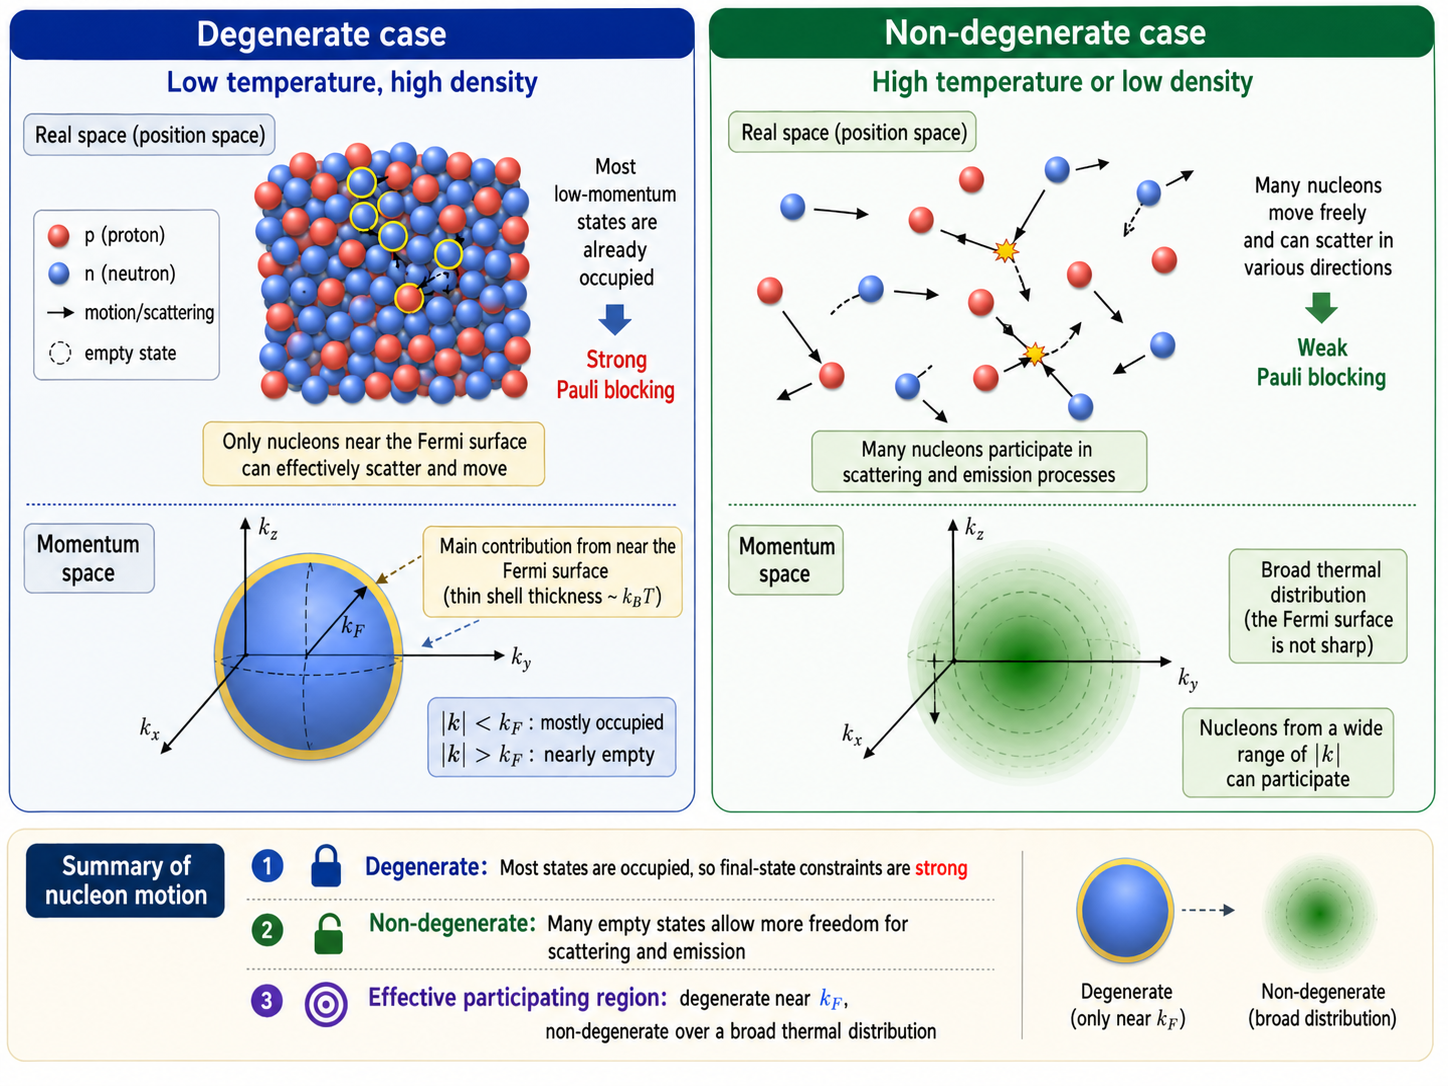 Degenerate case
Low temperature, high density
Real space (position space)
p (proton)
n (neutron)
motion/scattering
empty state
Most
low-momentum
states are
already
occupied
Strong
Pauli blocking
Only nucleons near the Fermi surface
can effectively scatter and move
Momentum
space
k_z
k_F
k_y
k_x
Main contribution from near the
Fermi surface
(thin shell thickness ~ k_BT)
|k| < k_F : mostly occupied
|k| > k_F : nearly empty
Non-degenerate case
High temperature or low density
Real space (position space)
Many nucleons
move freely
and can scatter in
various directions
Weak
Pauli blocking
Many nucleons participate in
scattering and emission processes
Momentum
space
k_z
k_y
k_x
Broad thermal
distribution
(the Fermi surface
is not sharp)
Nucleons from a wide
range of |k|
can participate
Summary of
nucleon motion
1 Degenerate: Most states are occupied, so final-state constraints are strong
2 Non-degenerate: Many empty states allow more freedom for
scattering and emission
3 Effective participating region: degenerate near k_F,
non-degenerate over a broad thermal distribution
Degenerate
(only near k_F)
Non-degenerate
(broad distribution)